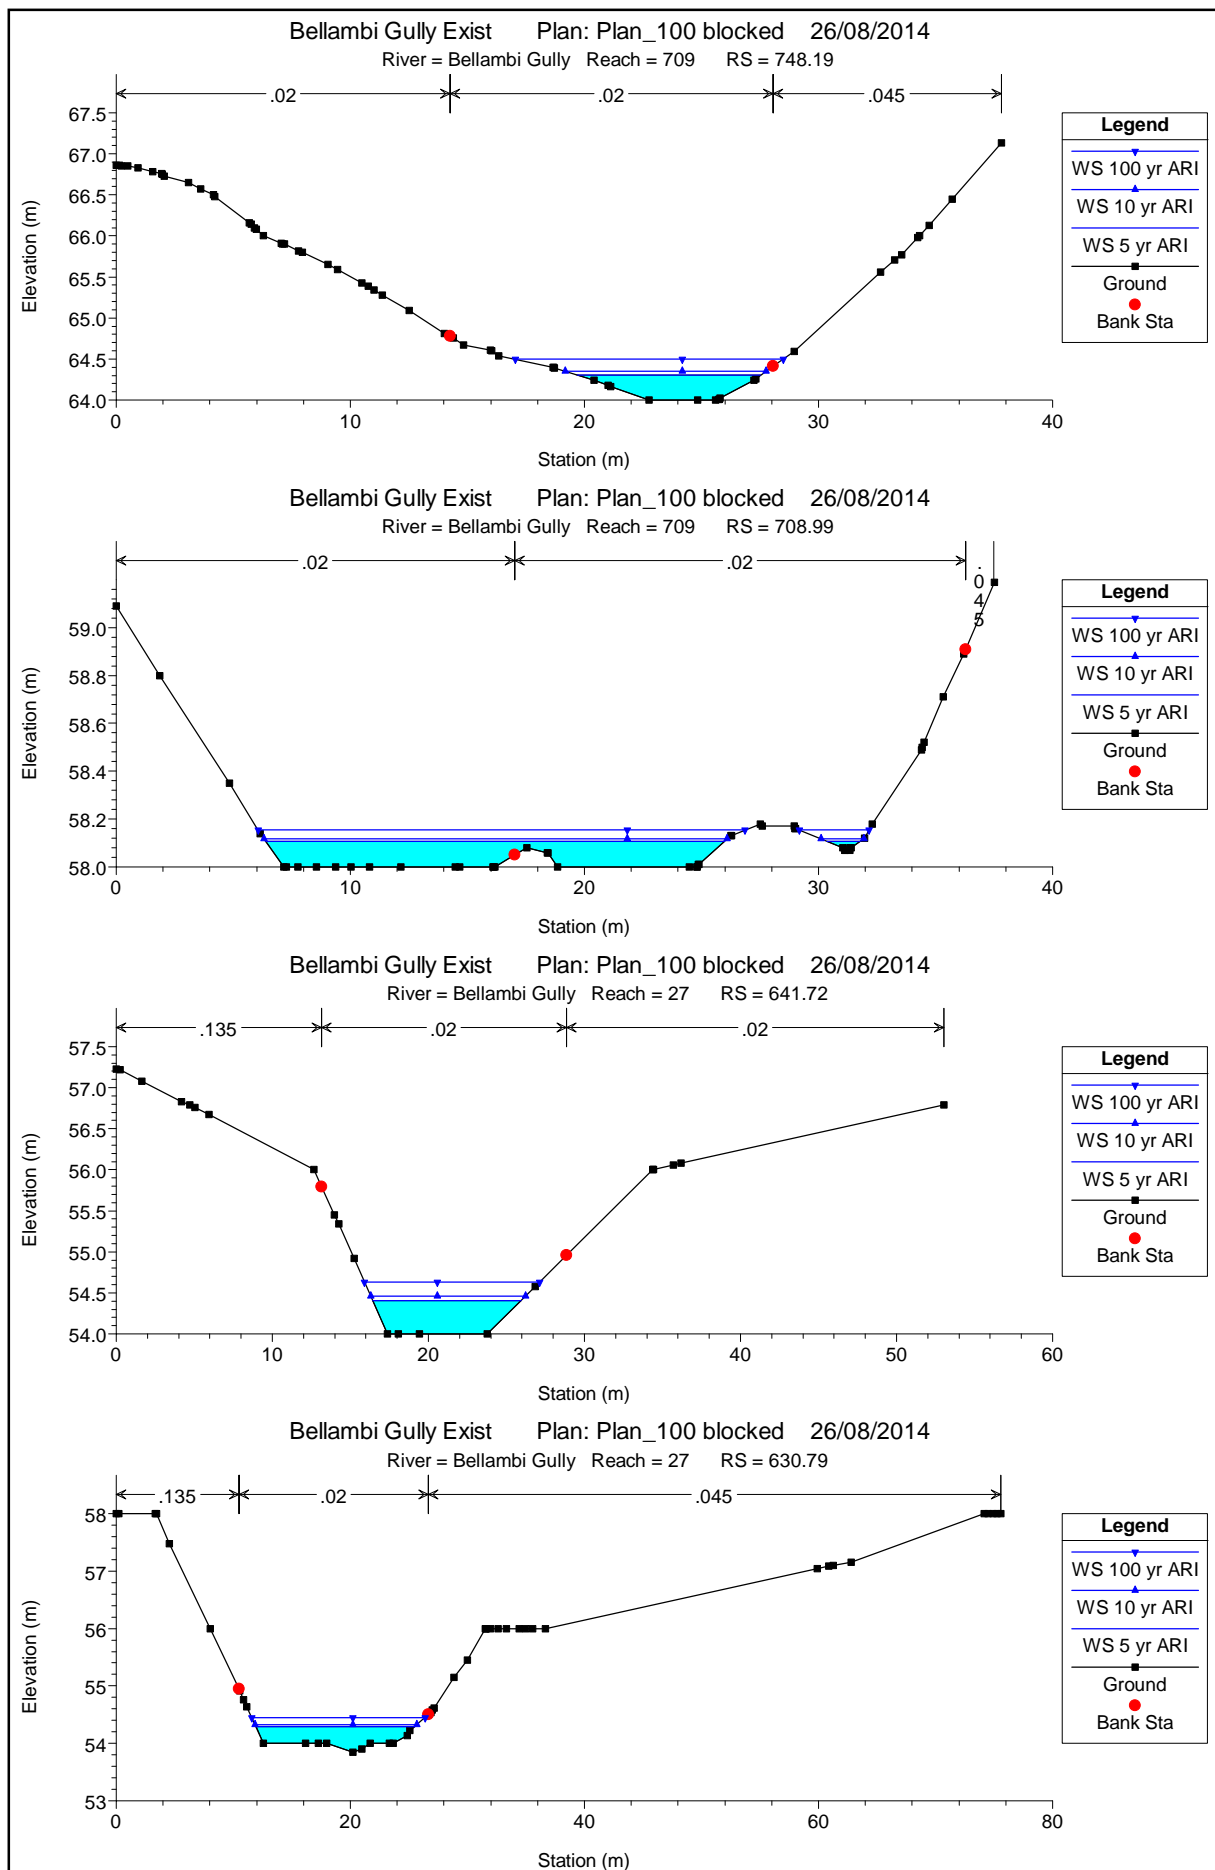 Bellambi Gully Exist Plan: Plan_100 blocked 26/08/2014
River = Bellambi Gully Reach = 709 RS = 748.19
.02 .02 .045
67.5
67.0
66.5
66.0
65.5
65.0
64.5
64.0
Elevation (m)
0 10 20 30 40
Station (m)
Legend
WS 100 yr ARI
WS 10 yr ARI
WS 5 yr ARI
Ground
Bank Sta
Bellambi Gully Exist Plan: Plan_100 blocked 26/08/2014
River = Bellambi Gully Reach = 709 RS = 708.99
.02 .02 .045
59.0
58.8
58.6
58.4
58.2
58.0
Elevation (m)
0 10 20 30 40
Station (m)
Legend
WS 100 yr ARI
WS 10 yr ARI
WS 5 yr ARI
Ground
Bank Sta
Bellambi Gully Exist Plan: Plan_100 blocked 26/08/2014
River = Bellambi Gully Reach = 27 RS = 641.72
.135 .02 .02
57.5
57.0
56.5
56.0
55.5
55.0
54.5
54.0
Elevation (m)
0 10 20 30 40 50 60
Station (m)
Legend
WS 100 yr ARI
WS 10 yr ARI
WS 5 yr ARI
Ground
Bank Sta
Bellambi Gully Exist Plan: Plan_100 blocked 26/08/2014
River = Bellambi Gully Reach = 27 RS = 630.79
.135 .02 .045
58
57
56
55
54
53
Elevation (m)
0 20 40 60 80
Station (m)
Legend
WS 100 yr ARI
WS 10 yr ARI
WS 5 yr ARI
Ground
Bank Sta